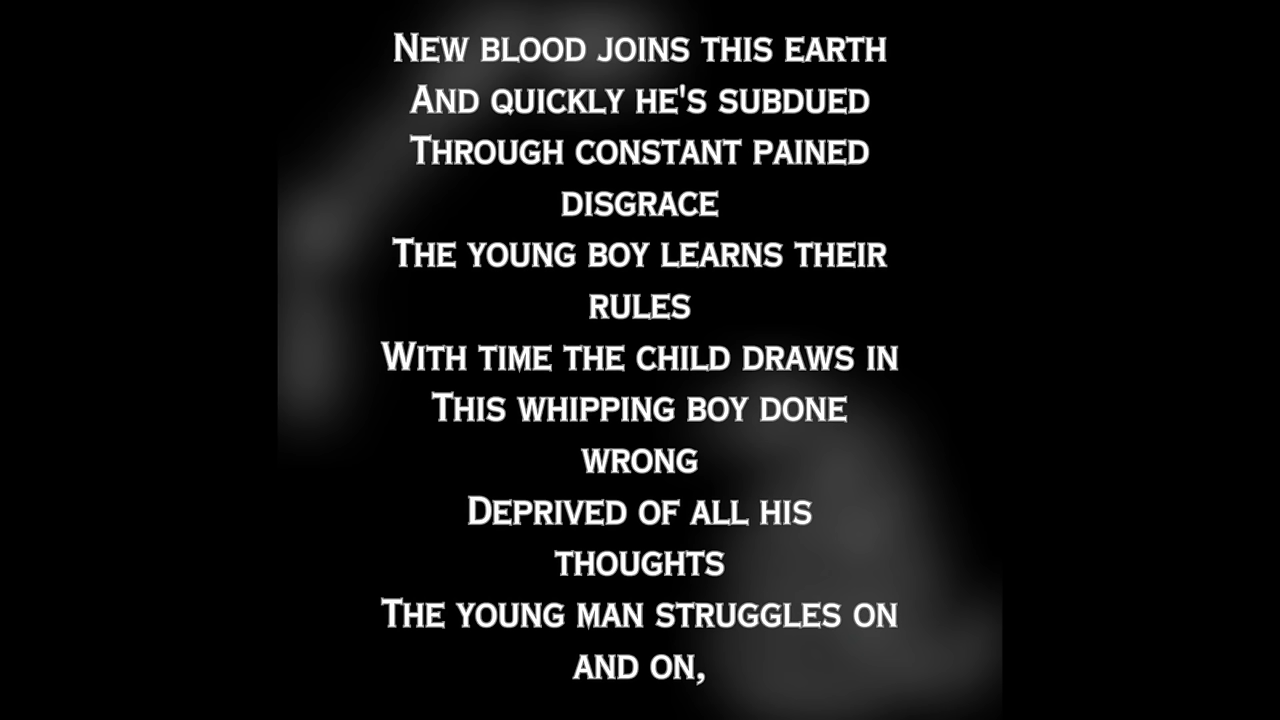 New blood joins this earth
And quickly he's subdued
Through constant pained
disgrace
The young boy learns their
rules
With time the child draws in
This whipping boy done
wrong
Deprived of all his
thoughts
The young man struggles on
and on,